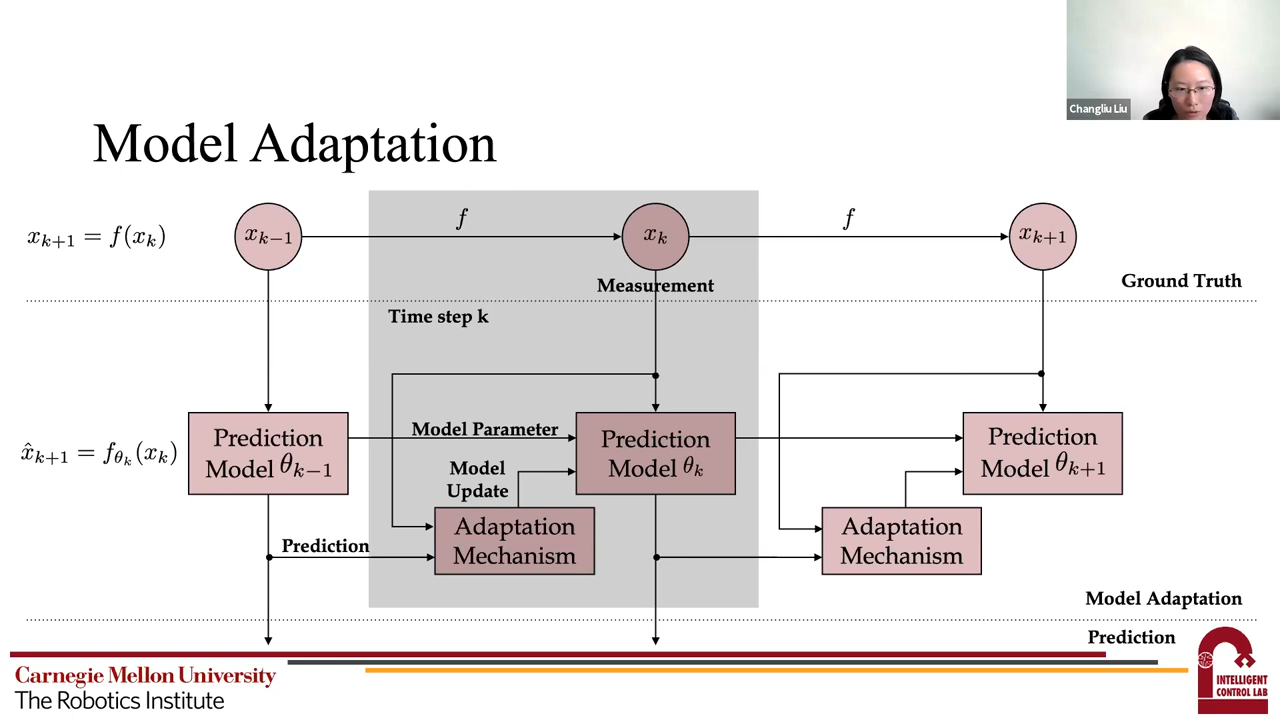 Changliu Liu
Model Adaptation
x_{k+1} = f(x_k)
x_{k-1}
f
x_k
f
x_{k+1}
Measurement
Ground Truth
Time step k
x̂_{k+1} = f_{θ_k}(x_k)
Prediction
Model θ_{k-1}
Model Parameter
Prediction
Model θ_k
Prediction
Model θ_{k+1}
Model
Update
Prediction
Adaptation
Mechanism
Adaptation
Mechanism
Model Adaptation
Prediction
Carnegie Mellon University
The Robotics Institute
INTELLIGENT
CONTROL LAB